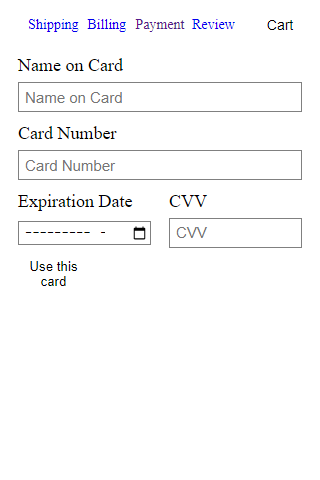 Shipping Billing Payment Review Cart
Name on Card
Name on Card
Card Number
Card Number
Expiration Date CVV
--------- - CVV
Use this
card